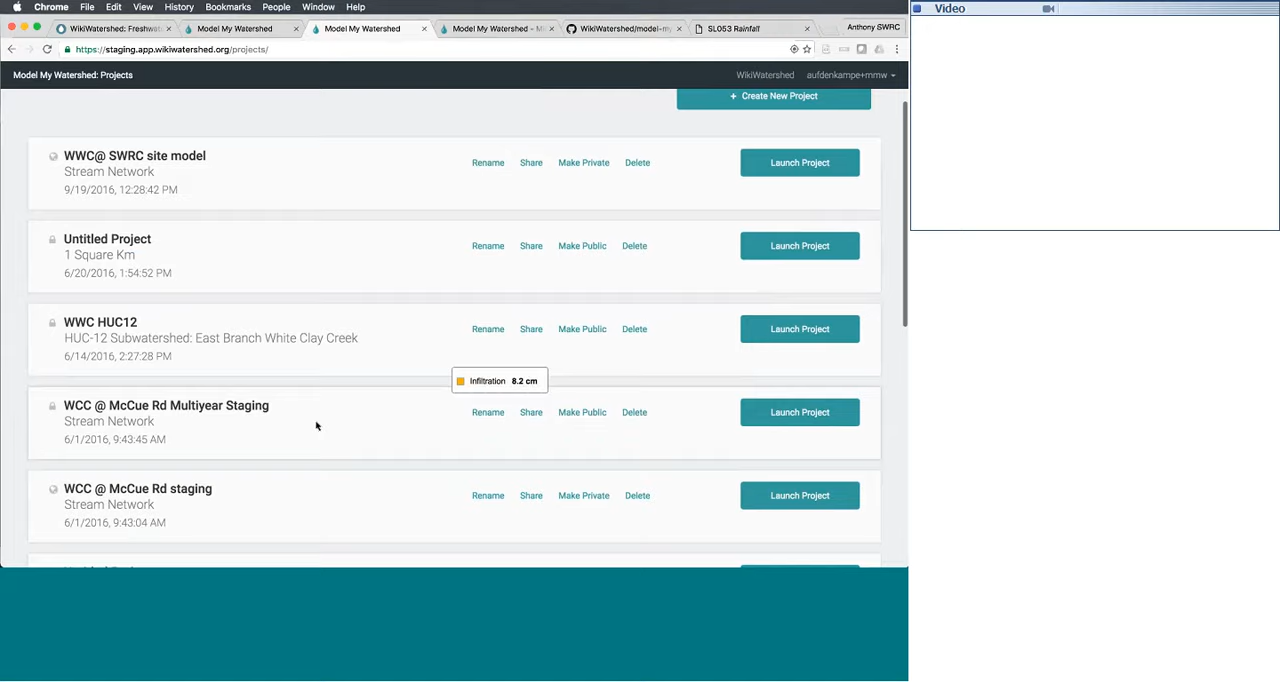 Chrome File Edit View History Bookmarks People Window Help
Video
WikiWatershed: Freshwat
Model My Watershed
Model My Watershed
Model My Watershed - M
WikiWatershed/model-my
SL053 Rainfall
Anthony SWRC
https://staging.app.wikiwatershed.org/projects/
Model My Watershed: Projects
WikiWatershed aufdenkampe+mmw
+ Create New Project
WWC@ SWRC site model
Stream Network
9/19/2016, 12:28:42 PM
Rename Share Make Private Delete
Launch Project
Untitled Project
1 Square Km
6/20/2016, 1:54:52 PM
Rename Share Make Public Delete
Launch Project
WWC HUC12
HUC-12 Subwatershed: East Branch White Clay Creek
6/14/2016, 2:27:28 PM
Rename Share Make Public Delete
Launch Project
Infiltration 8.2 cm
WCC @ McCue Rd Multiyear Staging
Stream Network
6/1/2016, 9:43:45 AM
Rename Share Make Public Delete
Launch Project
WCC @ McCue Rd staging
Stream Network
6/1/2016, 9:43:04 AM
Rename Share Make Private Delete
Launch Project